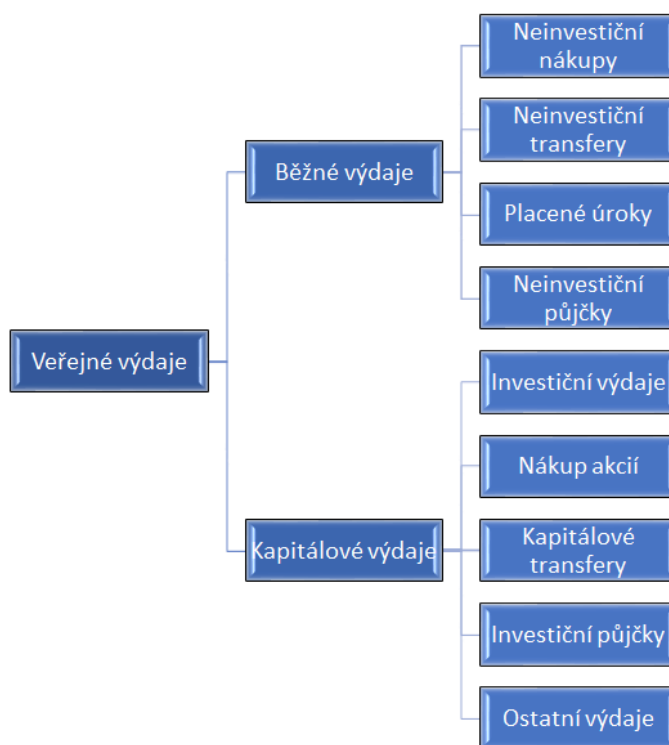 Veřejné výdaje
Běžné výdaje
Neinvestiční
nákupy
Neinvestiční
transfery
Placené úroky
Neinvestiční
půjčky
Kapitálové výdaje
Investiční výdaje
Nákup akcií
Kapitálové
transfery
Investiční půjčky
Ostatní výdaje